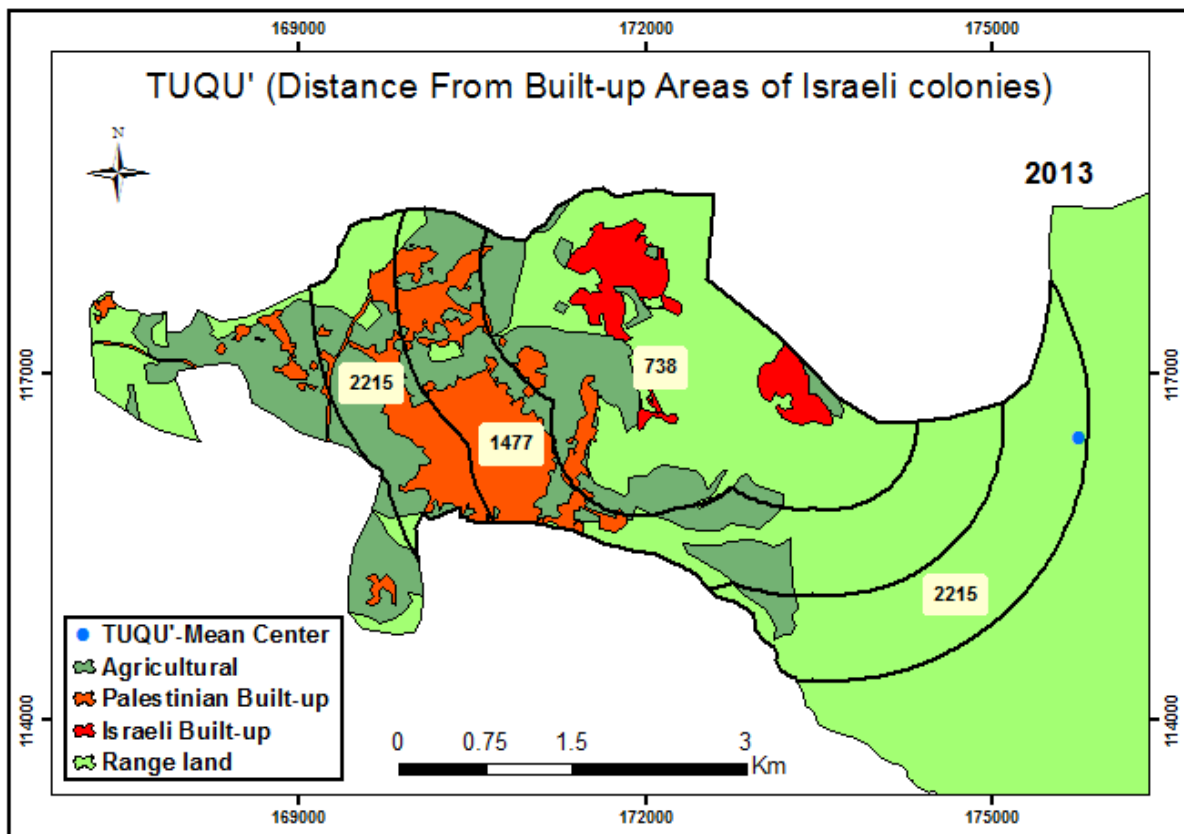 169000
172000
175000
TUQU' (Distance From Built-up Areas of Israeli colonies)
N
2013
117000
117000
738
2215
1477
2215
TUQU'-Mean Center
Agricultural
Palestinian Built-up
Israeli Built-up
Range land
0 0.75 1.5 3
Km
114000
114000
169000
172000
175000